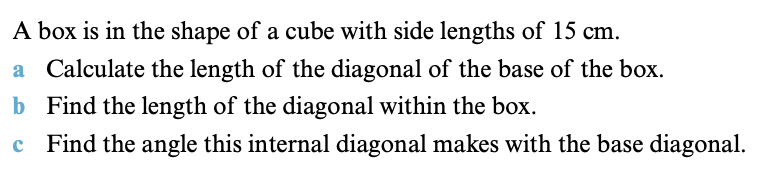 A box is in the shape of a cube with side lengths of 15 cm.
a Calculate the length of the diagonal of the base of the box.
b Find the length of the diagonal within the box.
c Find the angle this internal diagonal makes with the base diagonal.